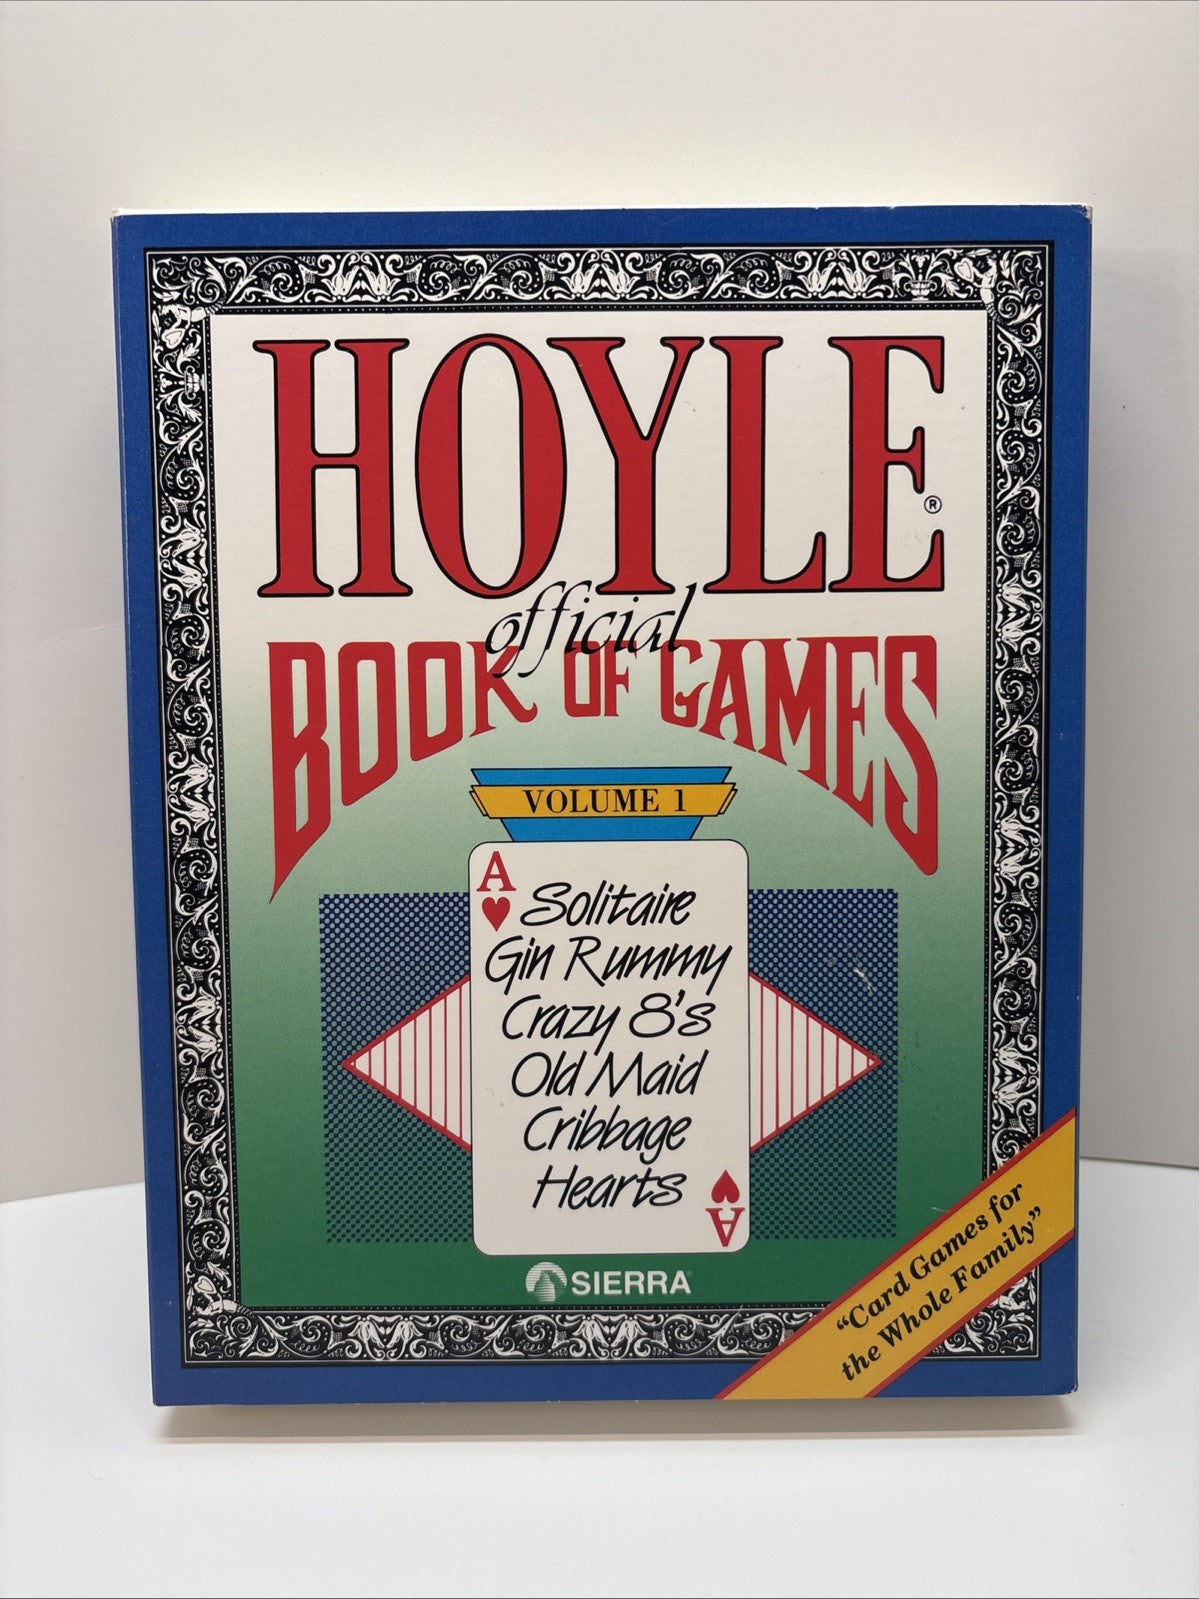 HOYLE®
official
BOOK OF GAMES
VOLUME 1
A
Solitaire
Gin Rummy
Crazy 8's
Old Maid
Cribbage
Hearts
A
SIERRA
"Card Games for
the Whole Family"